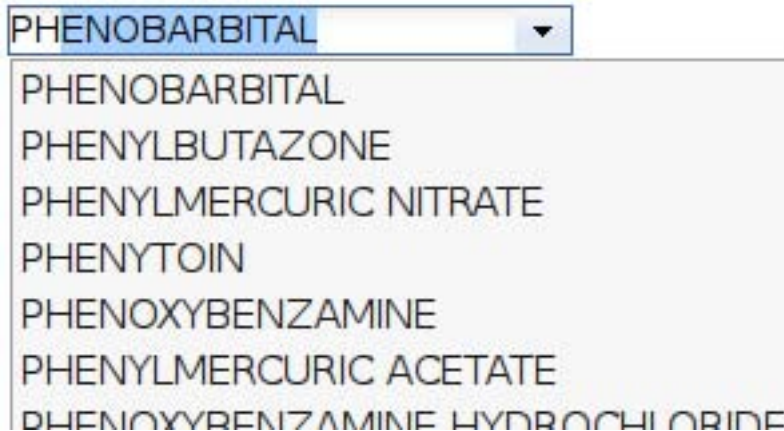 PHENOBARBITAL
PHENOBARBITAL
PHENYLBUTAZONE
PHENYLMERCURIC NITRATE
PHENYTOIN
PHENOXYBENZAMINE
PHENYLMERCURIC ACETATE
PHENOXYBENZAMINE HYDROCHLORIDE